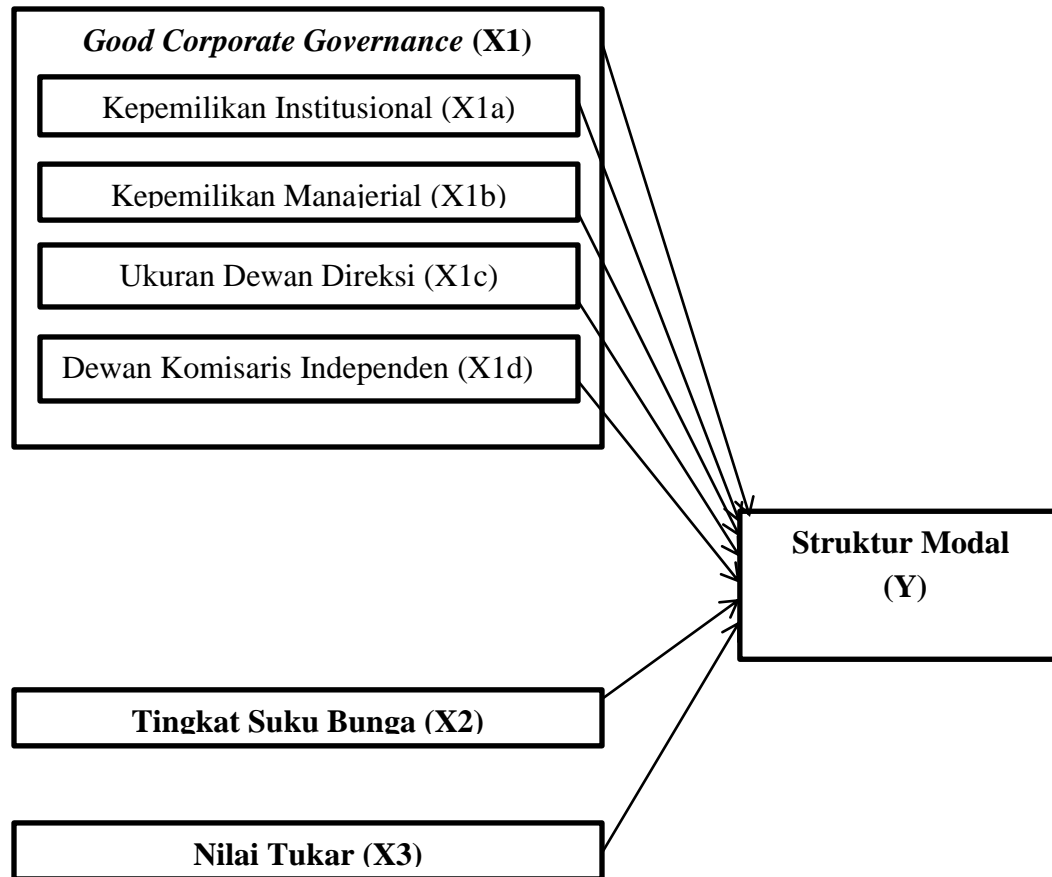 Good Corporate Governance (X1)
Kepemilikan Institusional (X1a)
Kepemilikan Manajerial (X1b)
Ukuran Dewan Direksi (X1c)
Dewan Komisaris Independen (X1d)
Struktur Modal
(Y)
Tingkat Suku Bunga (X2)
Nilai Tukar (X3)